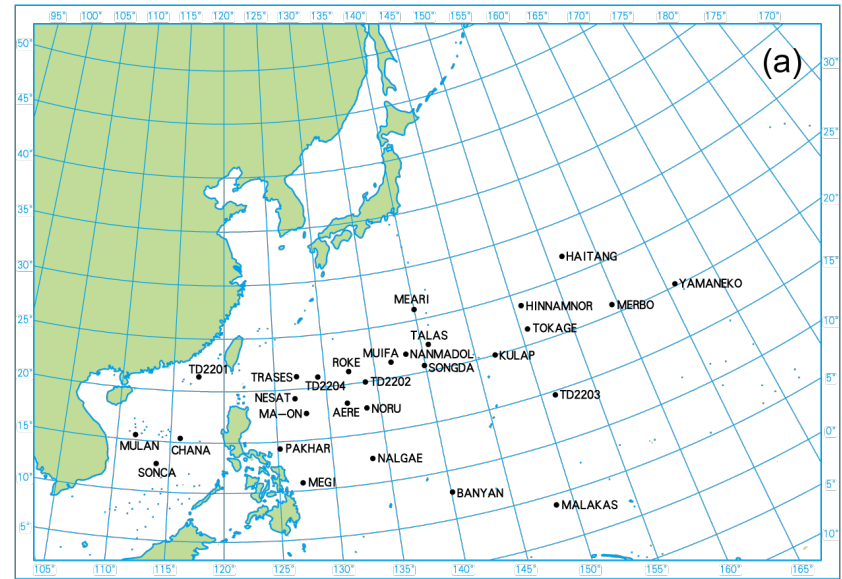 95° 100° 105° 110° 115° 120° 125° 130° 135° 140° 145° 150° 155° 160° 165° 170° 175° 175° 170°
(a)
50°
30°
45°
25°
40°
20°
35°
15°
HAITANG
30°
YAMANEKO
MEARI
HINNAMNOR
MERBO
10°
25°
TOKAGE
TALAS
MUIFA
NANMADOL
KULAP
ROKE
SONGDA
TD2201
TRASES
TD2204
TD2202
5°
20°
NESAT
TD2203
MA-ON
AERE
NORU
15°
0°
MULAN
CHANA
PAKHAR
NALGAE
SONCA
10°
MEGI
5°
BANYAN
MALAKAS
5°
10°
105° 110° 115° 120° 125° 130° 135° 140° 145° 150° 155° 160° 165°